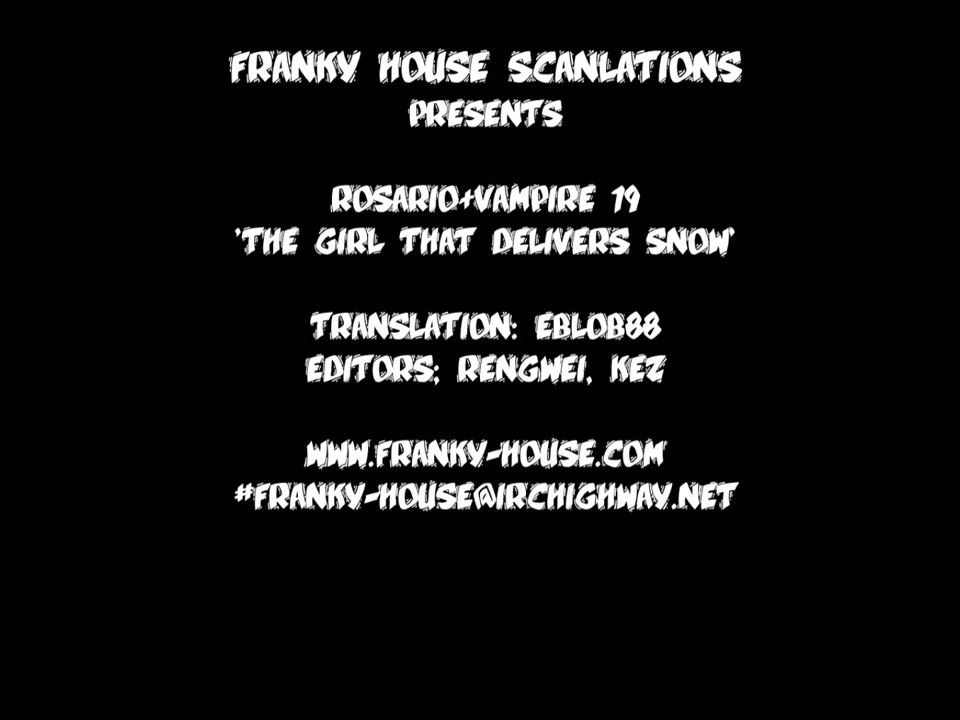 FRANKY HOUSE SCANLATIONS
PRESENTS
ROSARIO+VAMPIRE 19
'THE GIRL THAT DELIVERS SNOW'
TRANSLATION: EBLOB88
EDITORS; RENGWEI, KEZ
WWW.FRANKY-HOUSE.COM
#FRANKY-HOUSE@IRCHIGHWAY.NET